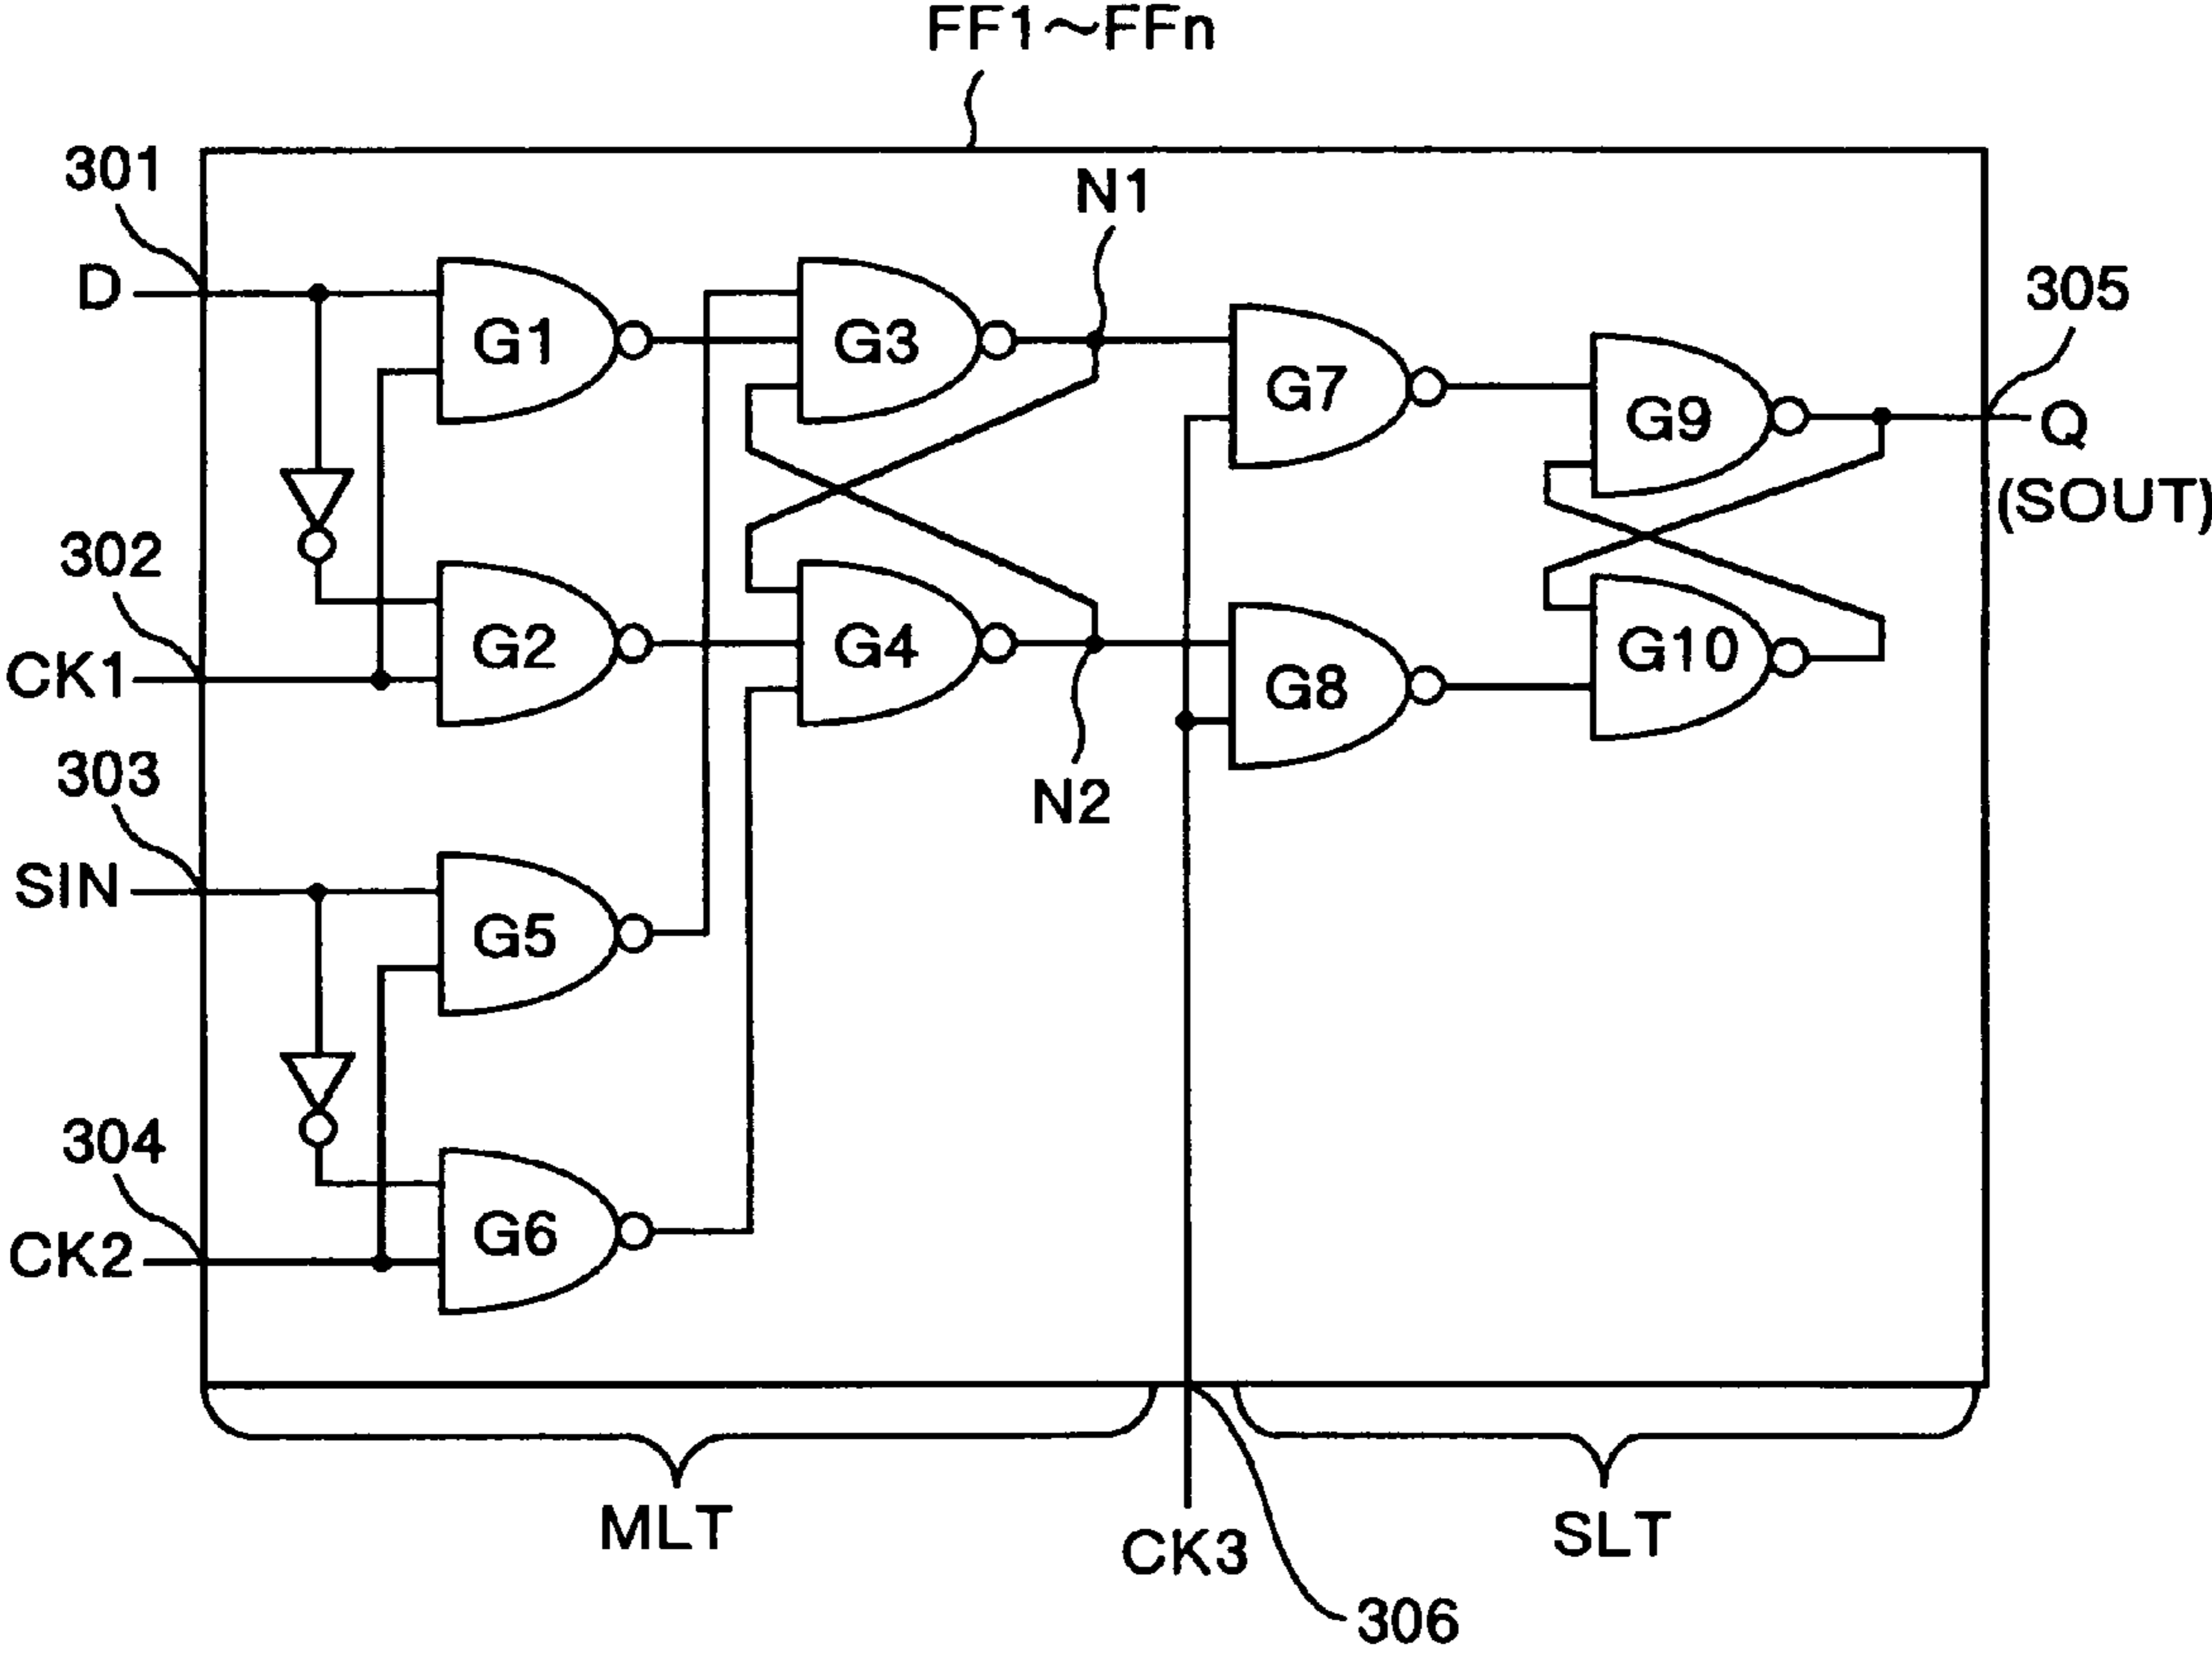 FF1~FFn
301
N1
D
G1
G3
305
G7
G9
Q
(SOUT)
302
CK1
G2
G4
G8
G10
303
N2
SIN
G5
304
CK2
G6
MLT
CK3
SLT
306